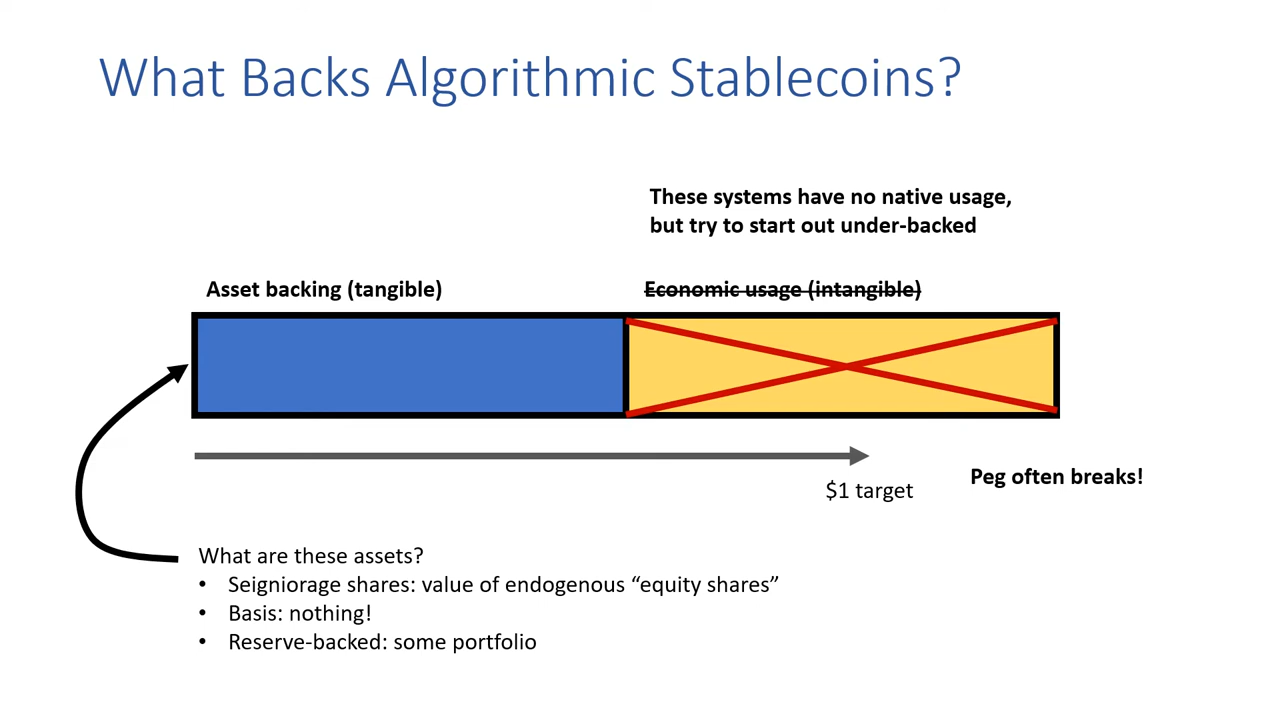 What Backs Algorithmic Stablecoins?
These systems have no native usage,
but try to start out under-backed
Asset backing (tangible)
Economic usage (intangible)
$1 target
Peg often breaks!
What are these assets?
• Seigniorage shares: value of endogenous “equity shares”
• Basis: nothing!
• Reserve-backed: some portfolio